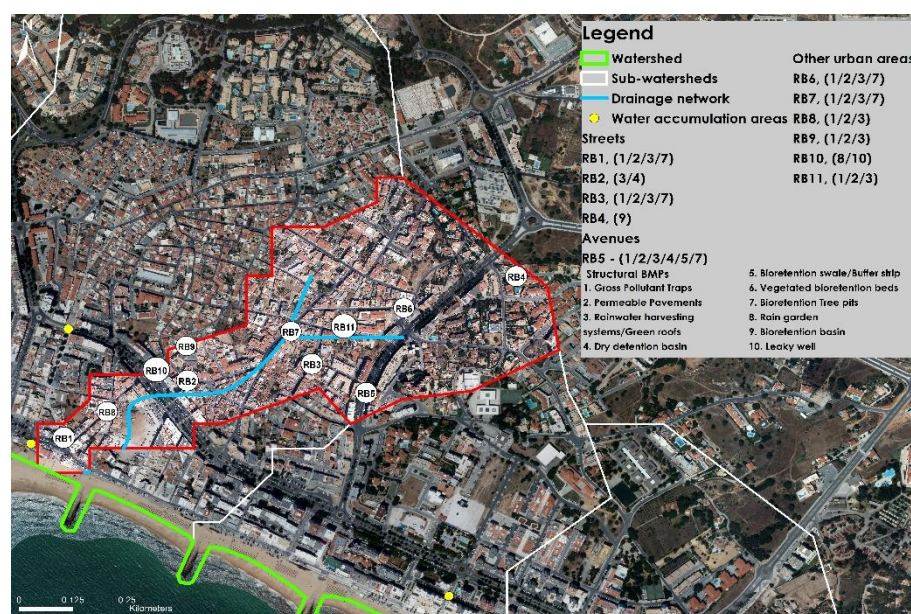 N
Legend
Watershed
Sub-watersheds
Drainage network
Water accumulation areas
Streets
RB1, (1/2/3/7)
RB2, (3/4)
RB3, (1/2/3/7)
RB4, (9)
Avenues
RB5 - (1/2/3/4/5/7)
Other urban areas
RB6, (1/2/3/7)
RB7, (1/2/3/7)
RB8, (1/2/3)
RB9, (1/2/3)
RB10, (8/10)
RB11, (1/2/3)
Structural BMPs
1. Gross Pollutant Traps
2. Permeable Pavements
3. Rainwater harvesting
systems/Green roofs
4. Dry detention basin
5. Bioretention swale/Buffer strip
6. Vegetated bioretention beds
7. Bioretention Tree pits
8. Rain garden
9. Bioretention basin
10. Leaky well
RB4
RB6
RB11
RB7
RB9
RB3
RB10
RB2
RB5
RB8
RB1
0 0.125 0.25
Kilometers